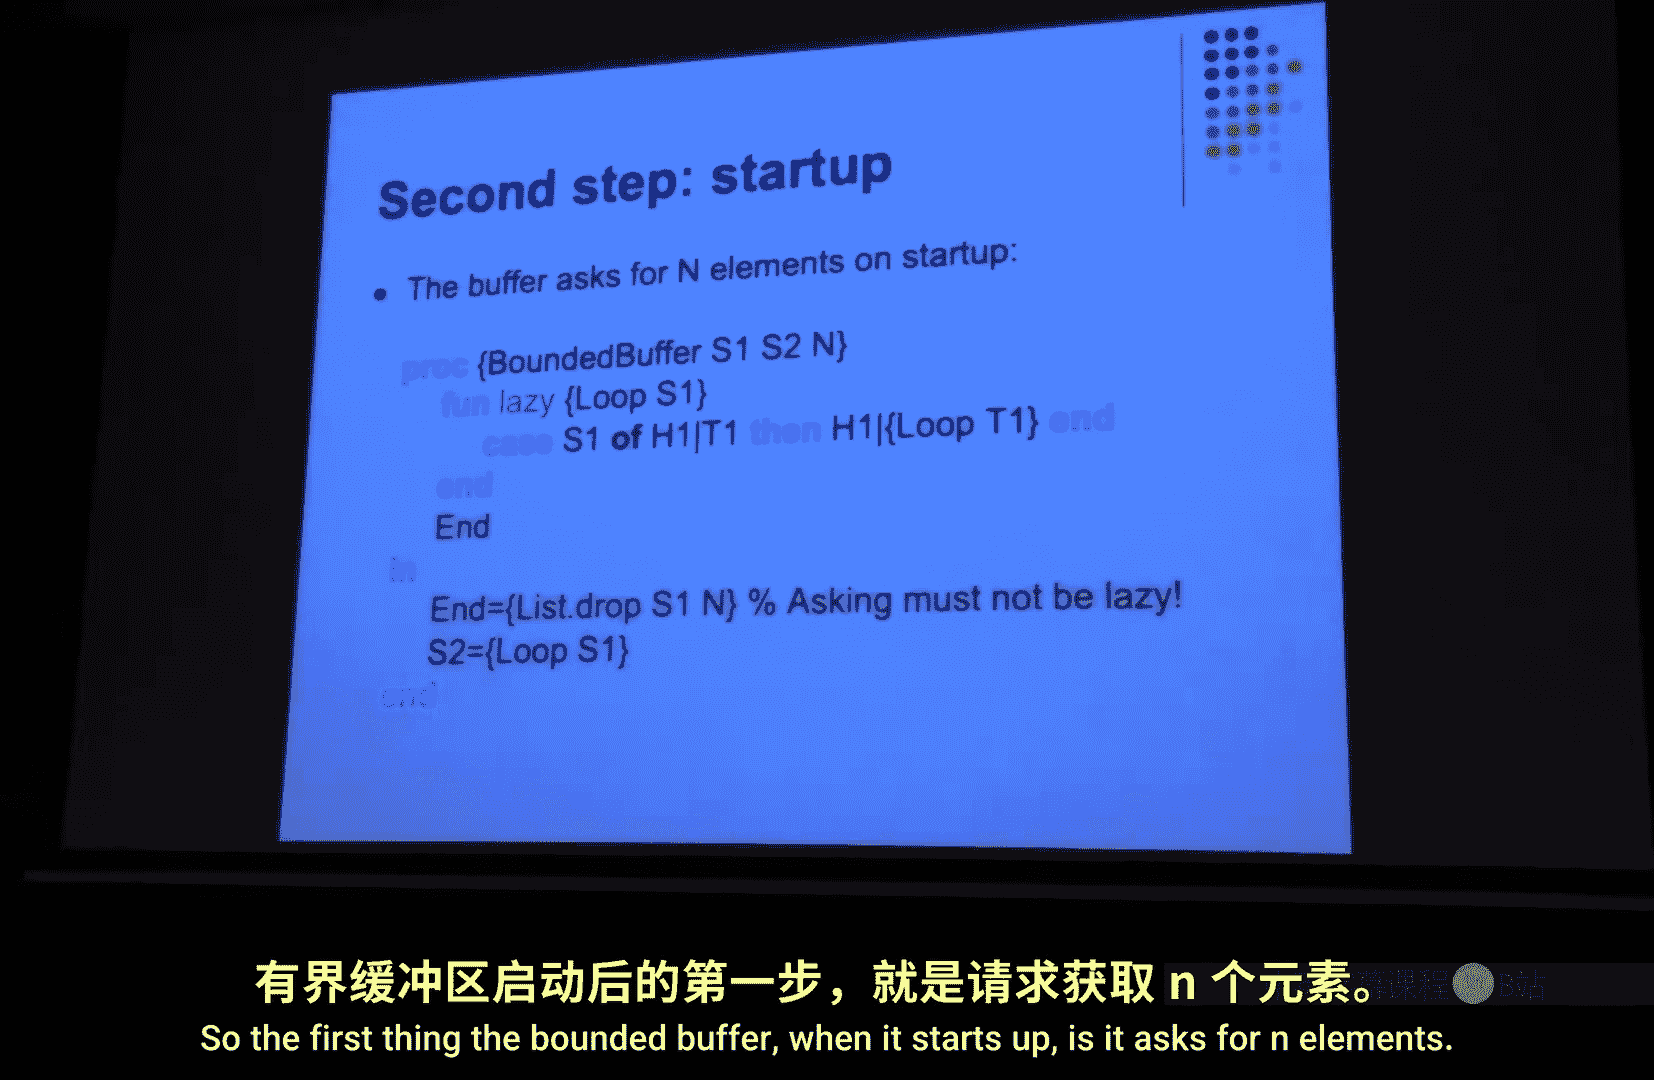 Second step: startup
• The buffer asks for N elements on startup:
proc {BoundedBuffer S1 S2 N}
fun lazy {Loop S1}
case S1 of H1|T1 then H1|{Loop T1} end
end
End
in
End={List.drop S1 N} % Asking must not be lazy!
S2={Loop S1}
end
有界缓冲区启动后的第一步，就是请求获取 n 个元素。
课程
B站
So the first thing the bounded buffer, when it starts up, is it asks for n elements.